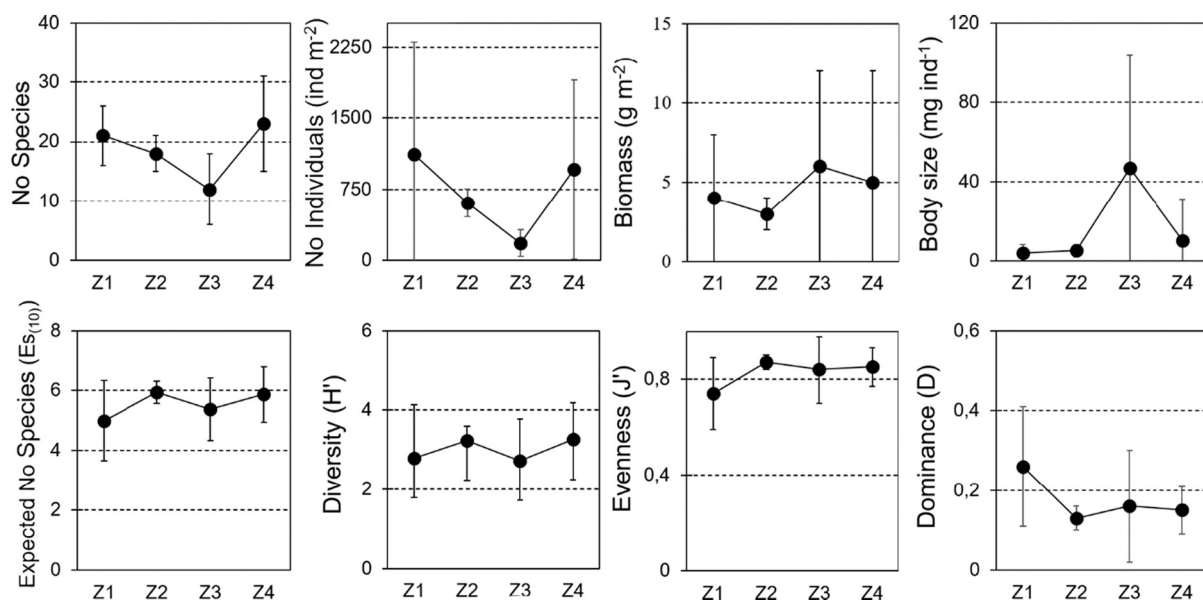 No Species
40
30
20
10
0
Z1 Z2 Z3 Z4
No Individuals (ind m-2)
2250
1500
750
0
Z1 Z2 Z3 Z4
Biomass (g m-2)
15
10
5
0
Z1 Z2 Z3 Z4
Body size (mg ind-1)
120
80
40
0
Z1 Z2 Z3 Z4
Expected No Species (Es(10))
8
6
4
2
0
Z1 Z2 Z3 Z4
Diversity (H')
6
4
2
0
Z1 Z2 Z3 Z4
Evenness (J')
0,8
0,4
0
Z1 Z2 Z3 Z4
Dominance (D)
0,6
0,4
0,2
0
Z1 Z2 Z3 Z4